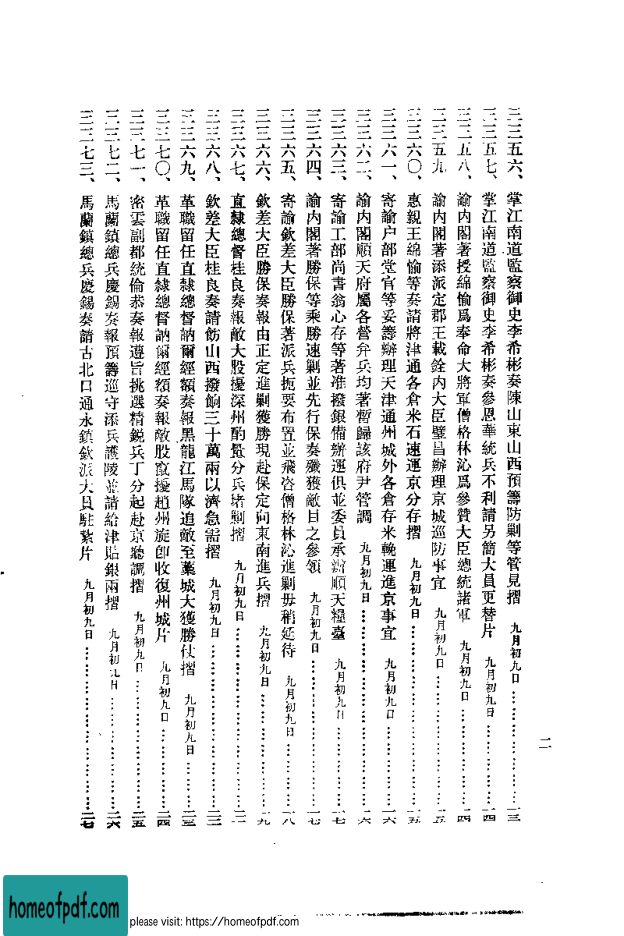 三三五六、掌江南道監察御史李希彬奏陳山東山西預籌防剿等管見摺 九月初九日……一三
三三五七、掌江南道監察御史李希彬奏參恩華統兵不利請另簡大員更替片 九月初九日……一四
三三五八、諭內閣著授綿愉爲奉命大將軍僧格林沁爲參贊大臣總統諸軍 九月初九日……一四
三三五九、諭內閣著添派定郡王載銓內大臣璧昌辦理京城巡防事宜 九月初九日……一五
三三六〇、惠親王綿愉等奏請將津通各倉米石速運京分存摺 九月初九日……一五
三三六一、寄諭户部堂官等妥籌辦理天津通州城外各倉存米輓運進京事宜 九月初九日……一六
三三六二、諭內閣順天府屬各營弁兵均著暫歸該府尹管調 九月初九日……一六
三三六三、寄諭工部尚書翁心存等著准撥銀備辦運俱並委員承辦順天糧臺 九月初九日……一七
三三六四、諭內閣著勝保等乘勝速剿並先行保奏殲獲敵目之參領 九月初九日……一七
三三六五、寄諭欽差大臣勝保著派兵扼要布置並飛咨僧格林沁進剿毋稍延待 九月初九日……一八
三三六六、欽差大臣勝保奏報由正定進剿獲勝現赴保定向東南進兵摺 九月初九日……一九
三三六七、直隸總督桂良奏報敵大股擾深州酌量分兵堵剿摺 九月初九日……二一
三三六八、欽差大臣桂良奏請飭山西撥餉三十萬兩以濟急需摺 九月初九日……二二
三三六九、革職留任直隸總督訥爾經額奏報黑龍江馬隊追敵至藁城大獲勝仗摺 九月初九日……二三
三三七〇、革職留任直隸總督訥爾經額奏報敵股竄擾趙州旋卽收復州城片 九月初九日……二四
三三七一、密雲副都統倫恭奏報遵旨挑選精銳兵丁分起赴京聽調摺 九月初九日……二五
三三七二、馬蘭鎮總兵慶錫奏報預籌巡守添兵護陵並請給津貼銀兩摺 九月初九日……二六
三三七三、馬蘭鎮總兵慶錫奏請古北口通永鎮欽派大員駐紮片 九月初九日……二七
二
homeofpdf.com
please visit: https://homeofpdf.com